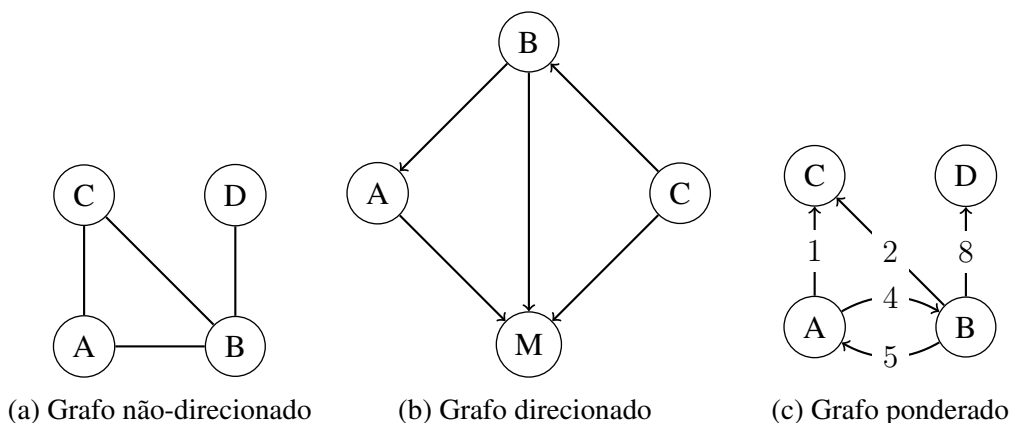 B
A
C
M
C
D
A
B
(a) Grafo não-direcionado
(b) Grafo direcionado
C
D
1
2
8
4
A
B
5
(c) Grafo ponderado